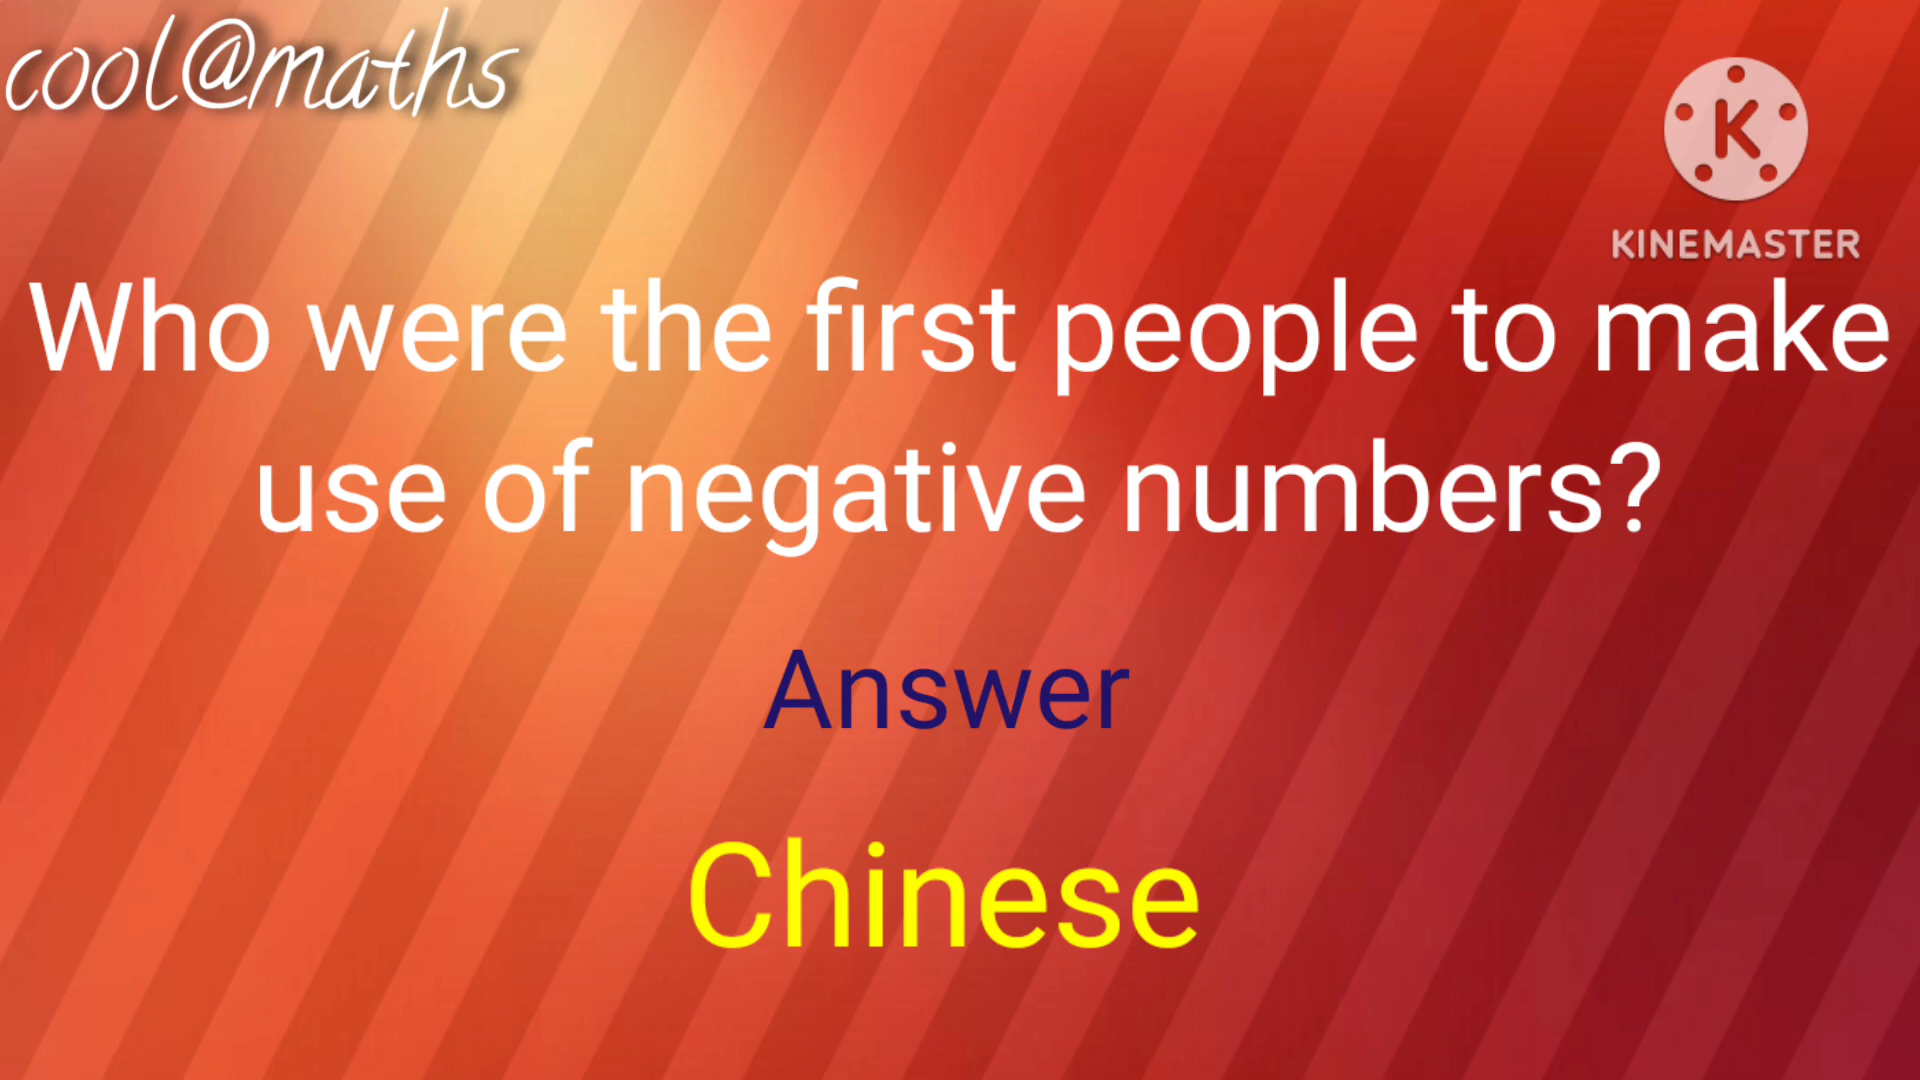 cool@maths
K
KINEMASTER
Who were the first people to make
use of negative numbers?
Answer
Chinese